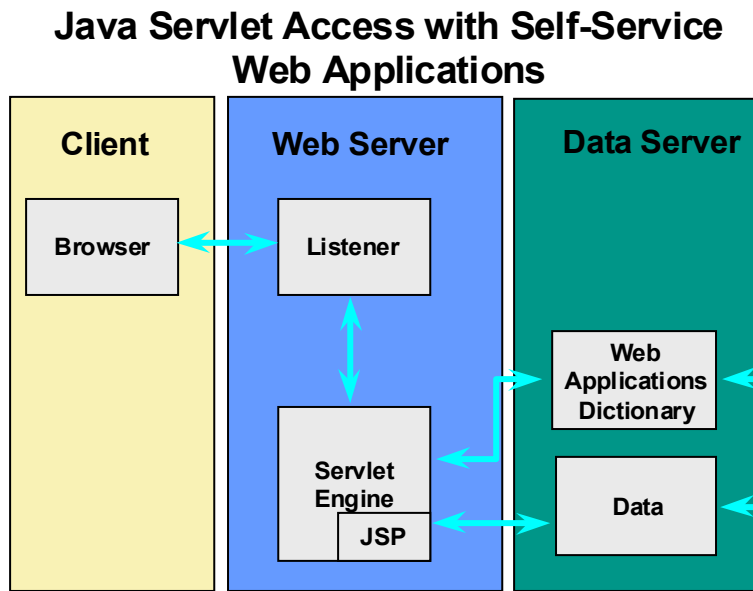 Java Servlet Access with Self-Service
Web Applications
Client
Web Server
Data Server
Browser
Listener
Web
Applications
Dictionary
Servlet
Engine
JSP
Data